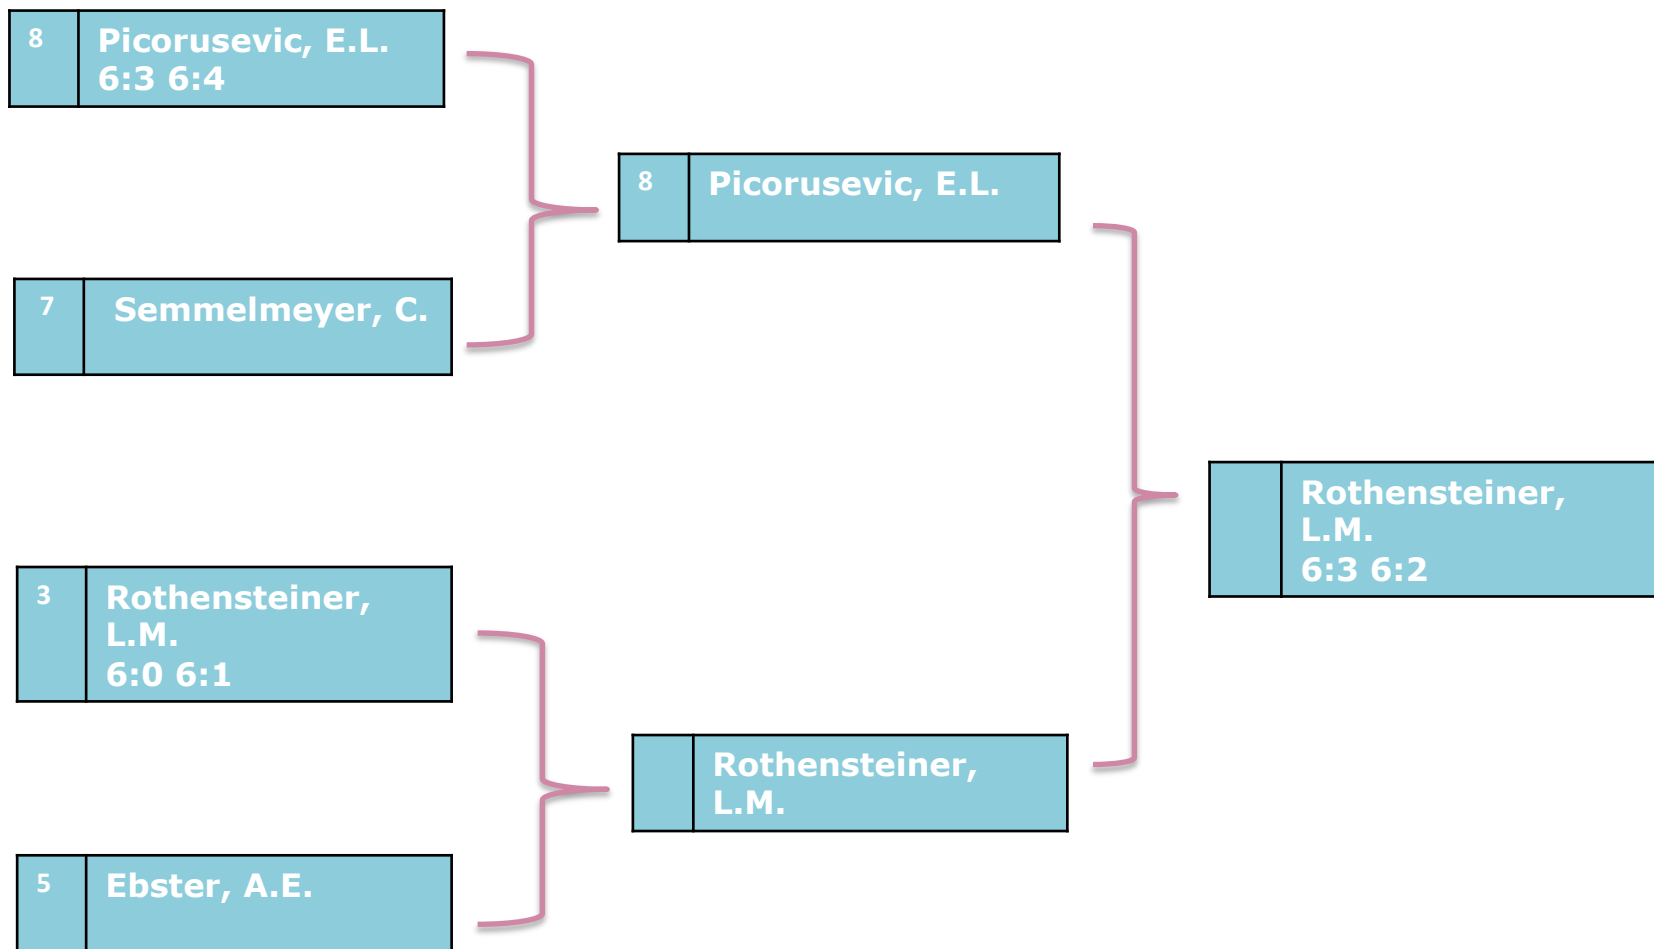 8 Picorusevic, E.L.
6:3 6:4
8 Picorusevic, E.L.
7 Semmelmeyer, C.
Rothensteiner,
L.M.
6:3 6:2
3 Rothensteiner,
L.M.
6:0 6:1
Rothensteiner,
L.M.
5 Ebster, A.E.